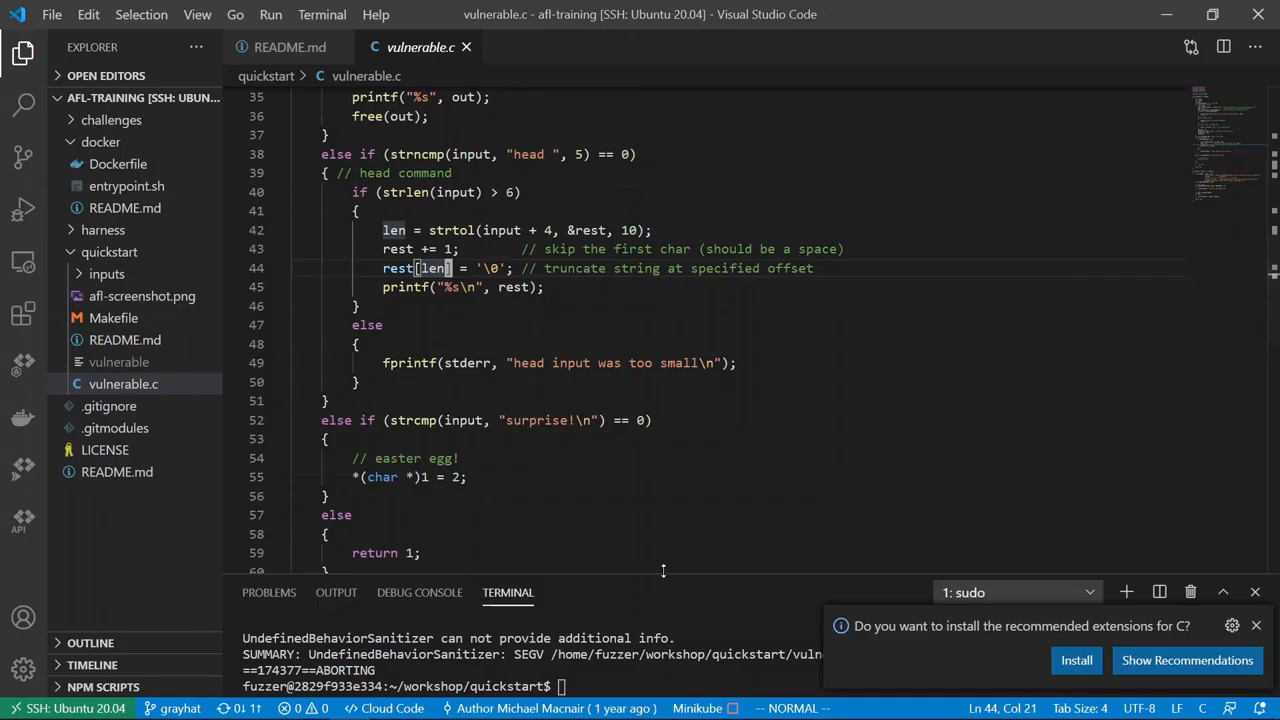 File Edit Selection View Go Run Terminal Help vulnerable.c - afl-training [SSH: Ubuntu 20.04] - Visual Studio Code
EXPLORER
OPEN EDITORS
AFL-TRAINING [SSH: UBUN...
challenges
docker
Dockerfile
entrypoint.sh
README.md
harness
quickstart
inputs
afl-screenshot.png
Makefile
README.md
vulnerable
vulnerable.c
.gitignore
.gitmodules
LICENSE
README.md
OUTLINE
TIMELINE
NPM SCRIPTS
API
README.md vulnerable.c
quickstart > vulnerable.c
35 printf("%s", out);
36 free(out);
37 }
38 else if (strncmp(input, "head ", 5) == 0)
39 { // head command
40 if (strlen(input) > 6)
41 {
42 len = strtol(input + 4, &rest, 10);
43 rest += 1; // skip the first char (should be a space)
44 rest[len] = '\0'; // truncate string at specified offset
45 printf("%s\n", rest);
46 }
47 else
48 {
49 fprintf(stderr, "head input was too small\n");
50 }
51 }
52 else if (strcmp(input, "surprise!\n") == 0)
53 {
54 // easter egg!
55 *(char *)1 = 2;
56 }
57 else
58 {
59 return 1;
60 }
PROBLEMS OUTPUT DEBUG CONSOLE TERMINAL 1: sudo
UndefinedBehaviorSanitizer can not provide additional info.
SUMMARY: UndefinedBehaviorSanitizer: SEGV /home/fuzzer/workshop/quickstart/vuln
==174377==ABORTING
fuzzer@2829f933e334:~/workshop/quickstart$
Do you want to install the recommended extensions for C?
Install Show Recommendations
SSH: Ubuntu 20.04 grayhat 0↓ 1↑ 0 0 Cloud Code Author Michael Macnair ( 1 year ago ) Minikube -- NORMAL -- Ln 44, Col 21 Tab Size: 4 UTF-8 LF C